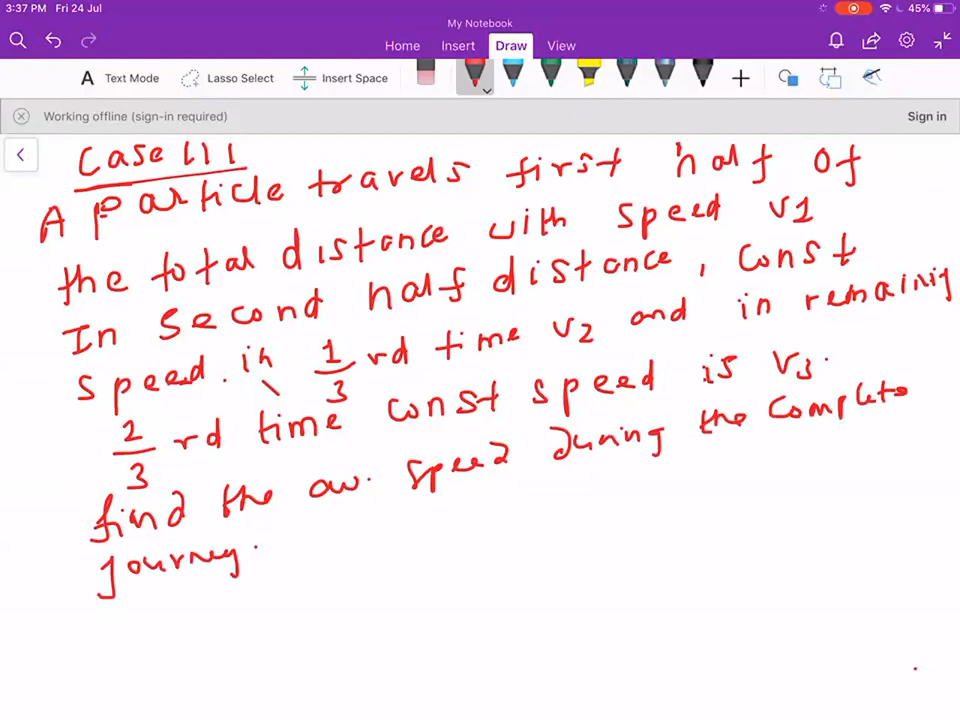 3:37 PM Fri 24 Jul
45%
My Notebook
Home Insert Draw View
A Text Mode Lasso Select Insert Space
Working offline (sign-in required) Sign in
Case III
A Particle travels first half of
the total distance with speed v1
In second half distance, const
speed in 1/3 rd time v2 and in remainig
2/3 rd time const speed is v3.
find the av. speed during the complete
journey.